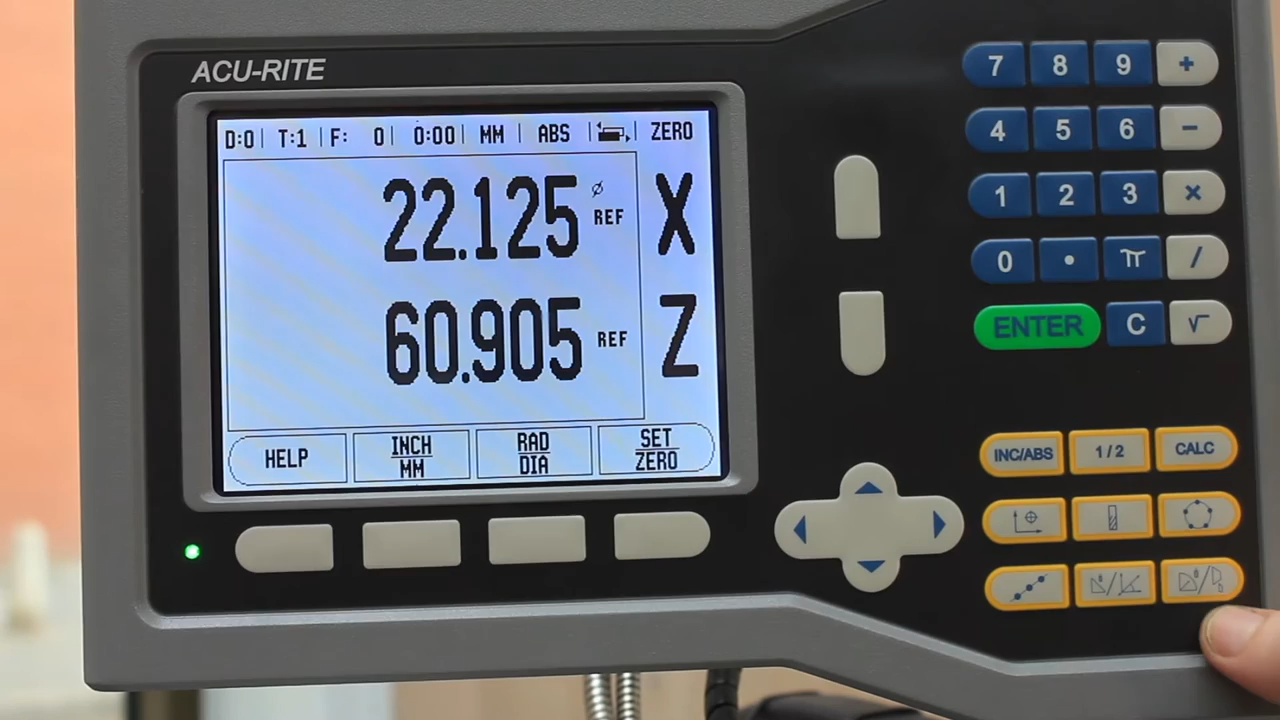 ACU-RITE
D:0 | T:1 | F: 0 | 0:00 | MM | ABS | ZERO
22.125 Ø REF X
60.905 REF Z
HELP
INCH
MM
RAD
DIA
SET
ZERO
7 8 9 +
4 5 6 -
1 2 3 ×
0 . π /
ENTER C √
INC/ABS 1/2 CALC